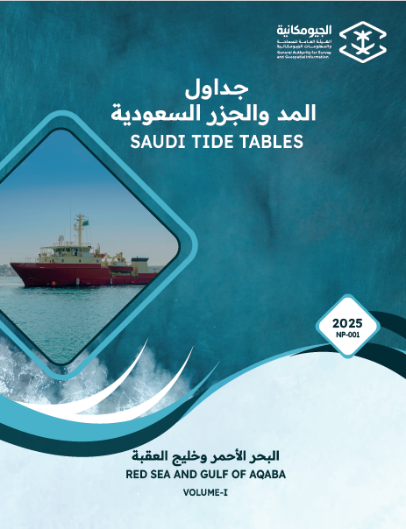 الجيومكانية
الهيئة العامة للمساحة
والمعلومات الجيومكانية
General Authority for Survey
and Geospatial Information
جداول
المد والجزر السعودية
SAUDI TIDE TABLES
2025
NP-001
البحر الأحمر وخليج العقبة
RED SEA AND GULF OF AQABA
VOLUME-I